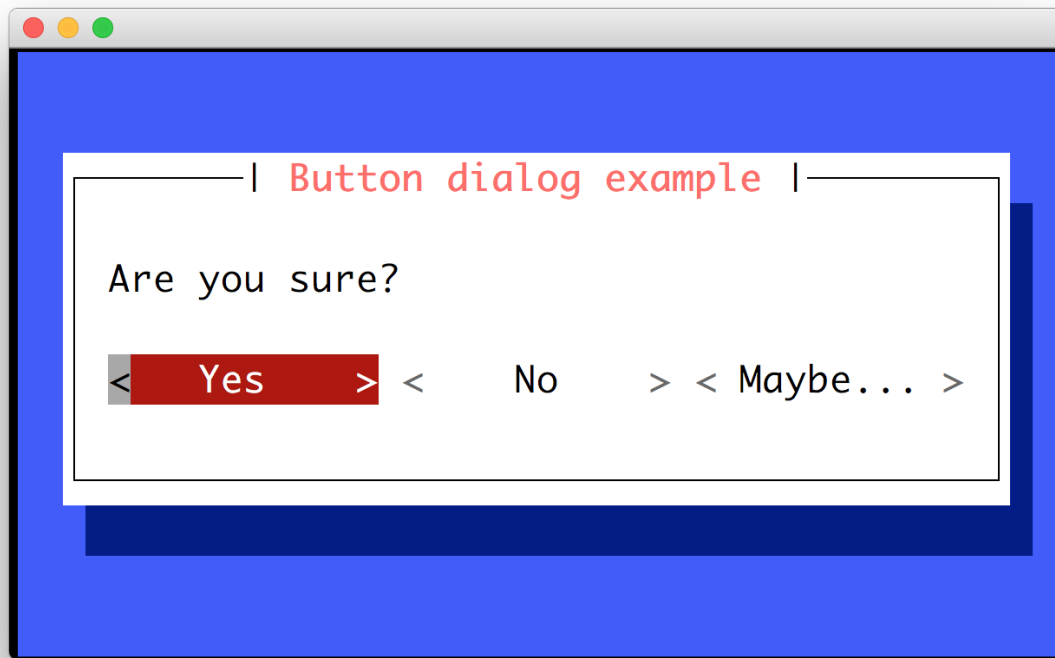 | Button dialog example |
Are you sure?
< Yes > < No > < Maybe... >